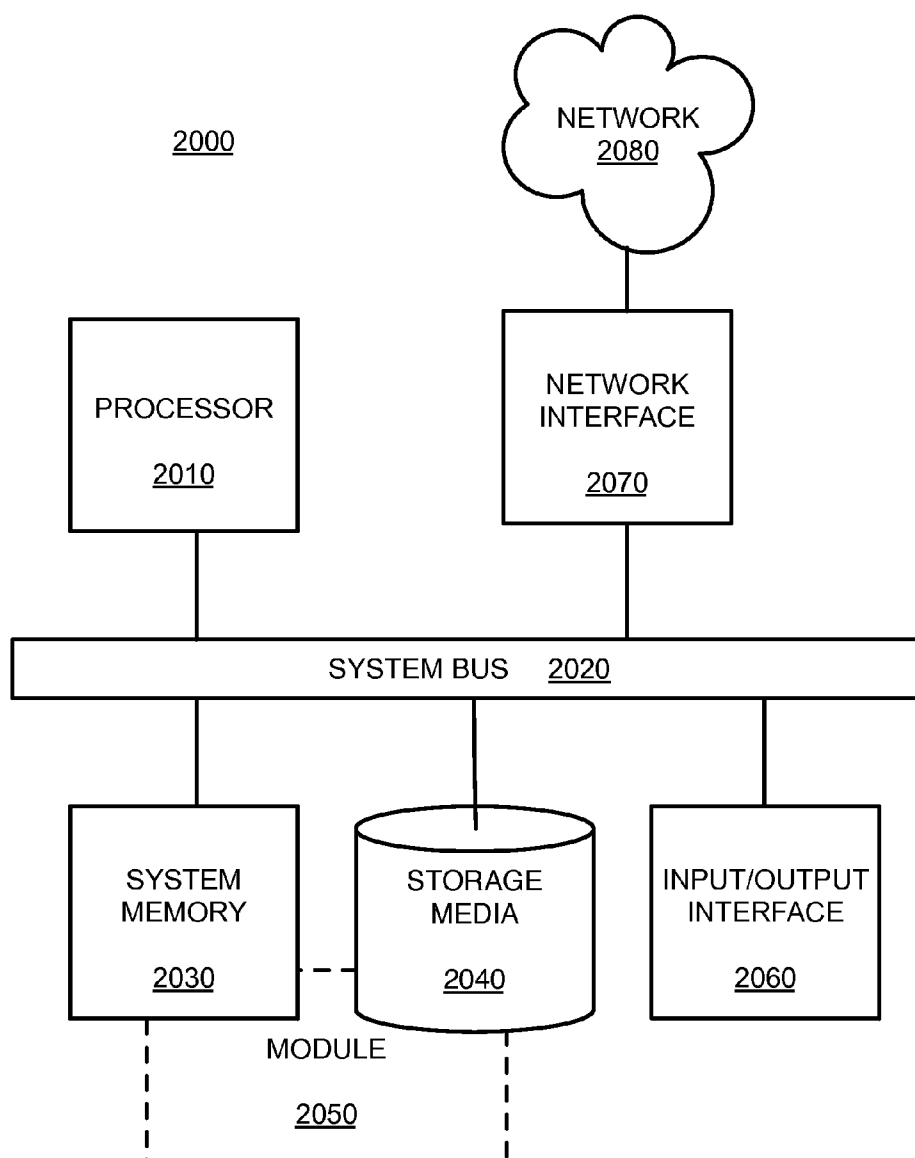 2000
NETWORK
2080
PROCESSOR
2010
NETWORK
INTERFACE
2070
SYSTEM BUS 2020
SYSTEM
MEMORY
2030
STORAGE
MEDIA
2040
INPUT/OUTPUT
INTERFACE
2060
MODULE
2050